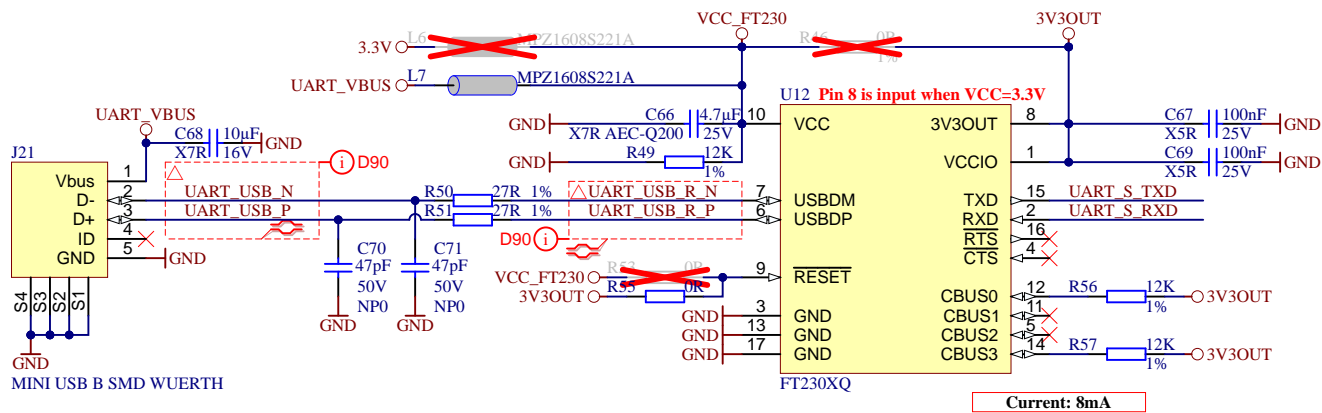 VCC_FT230
3V3OUT
3.3V
L6
MPZ1608S221A
R46
0R
1%
UART_VBUS
L7
MPZ1608S221A
U12
Pin 8 is input when VCC=3.3V
UART_VBUS
C68
10µF
X7R
16V
GND
J21
MINI USB B SMD WUERTH
Vbus
1
D-
2
D+
3
ID
4
GND
5
GND
S4
S3
S2
S1
GND
D90
UART_USB_N
UART_USB_P
GND
C66
4.7µF
X7R AEC-Q200
25V
GND
R49
12K
1%
R50
27R
1%
R51
27R
1%
UART_USB_R_N
UART_USB_R_P
D90
C70
47pF
50V
NP0
GND
C71
47pF
50V
NP0
GND
VCC_FT230
R53
0R
3V3OUT
R55
0R
GND
GND
GND
10
VCC
7
USBDM
6
USBDP
9
RESET
3
GND
13
GND
17
GND
3V3OUT
8
VCCIO
1
TXD
15
UART_S_TXD
RXD
2
UART_S_RXD
RTS
16
CTS
4
CBUS0
12
CBUS1
11
CBUS2
5
CBUS3
14
FT230XQ
C67
100nF
X5R
25V
GND
C69
100nF
X5R
25V
GND
R56
12K
1%
3V3OUT
R57
12K
1%
3V3OUT
Current: 8mA